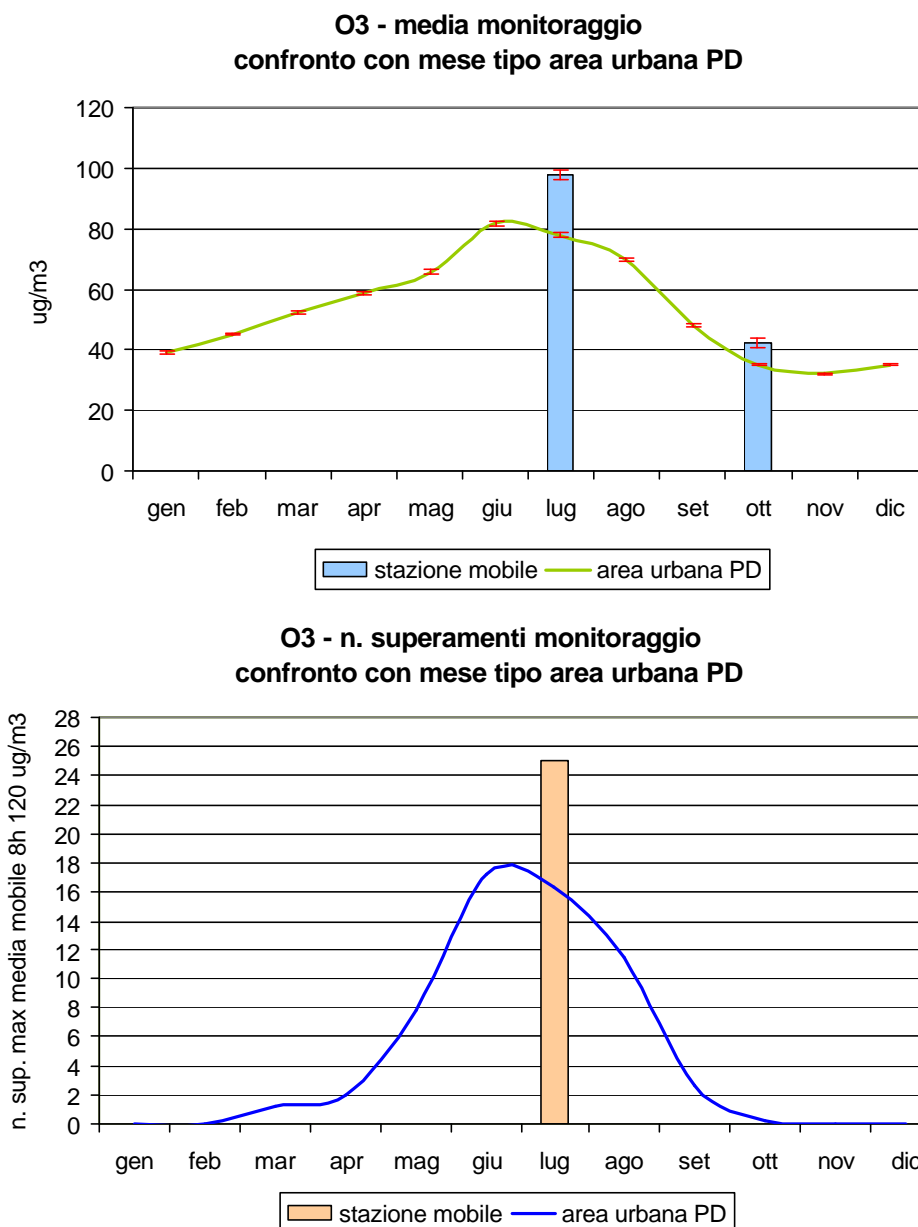 O3 - media monitoraggio
confronto con mese tipo area urbana PD
ug/m3
120
100
80
60
40
20
0
gen feb mar apr mag giu lug ago set ott nov dic
stazione mobile area urbana PD
O3 - n. superamenti monitoraggio
confronto con mese tipo area urbana PD
n. sup. max media mobile 8h 120 ug/m3
28
26
24
22
20
18
16
14
12
10
8
6
4
2
0
gen feb mar apr mag giu lug ago set ott nov dic
stazione mobile area urbana PD